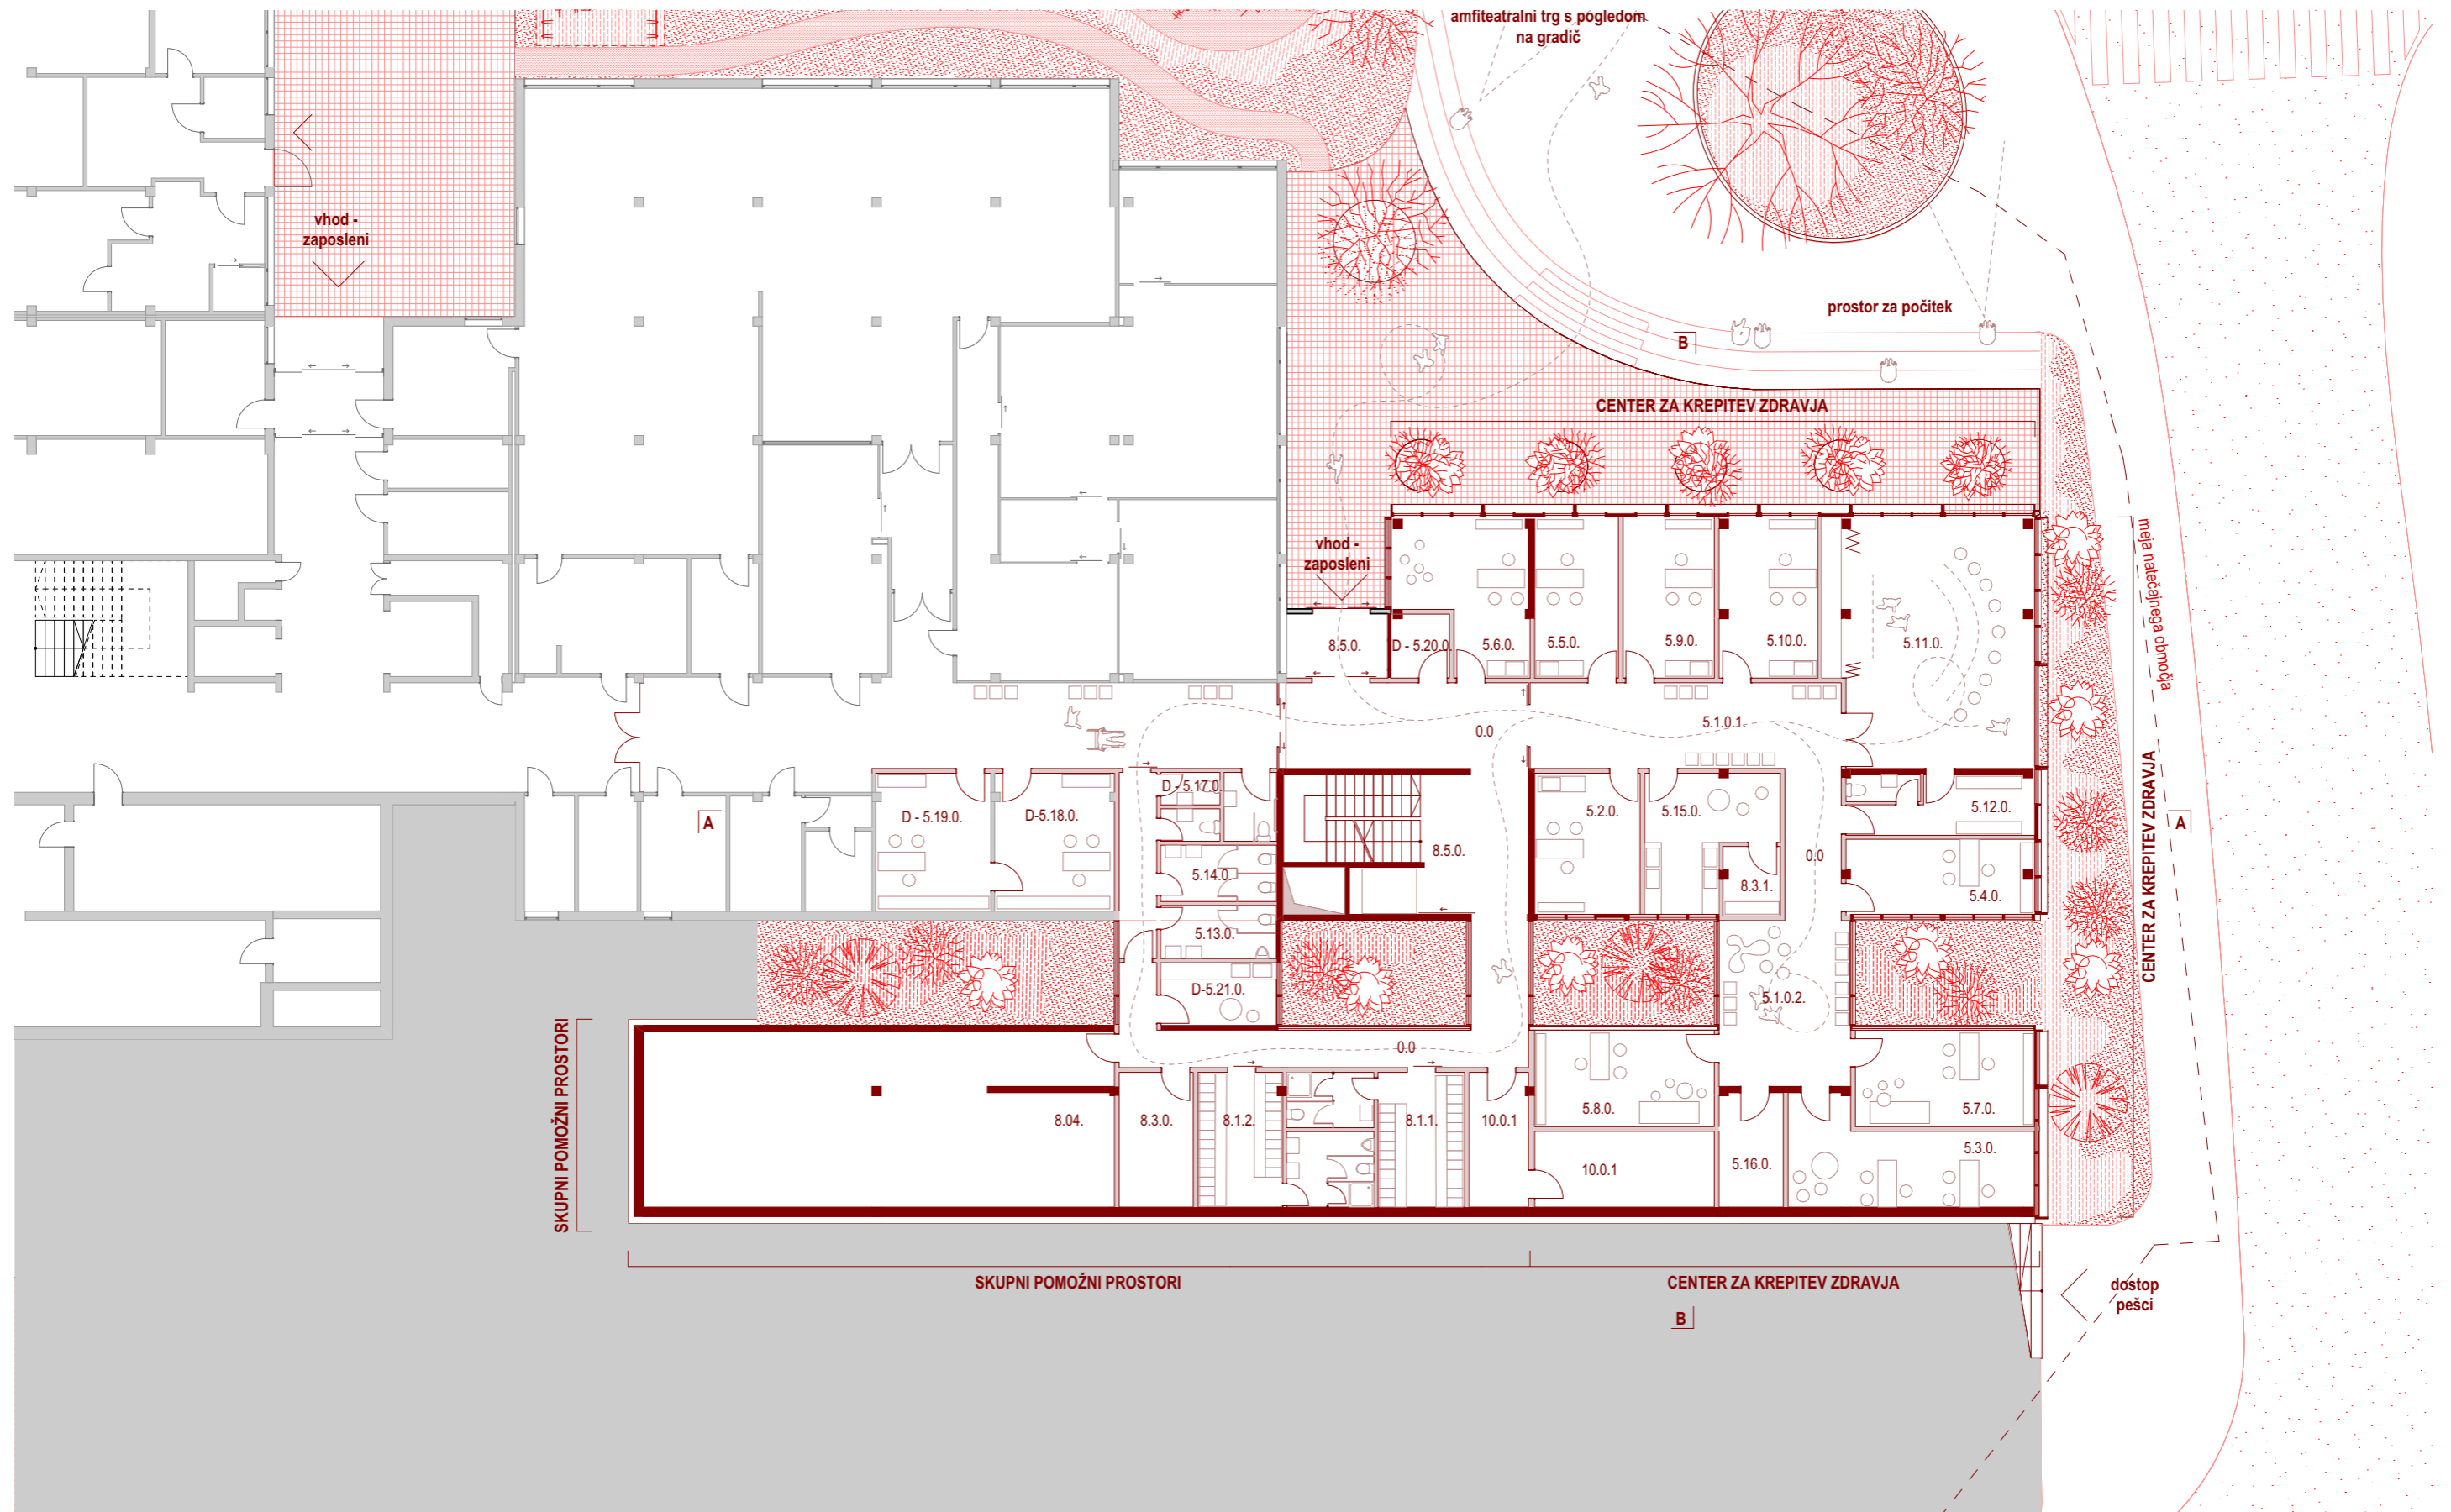 amfiteatralni trg s pogledom
na gradič
vhod -
zaposleni
prostor za počitek
B
CENTER ZA KREPITEV ZDRAVJA
meja natečajnega območja
vhod -
zaposleni
8.5.0.
D - 5.20.0.
5.6.0.
5.5.0.
5.9.0.
5.10.0.
5.11.0.
0.0
5.1.0.1.
A
D - 5.19.0.
D-5.18.0.
D - 5.17.0.
5.14.0.
5.13.0.
D-5.21.0.
8.5.0.
5.2.0.
5.15.0.
8.3.1.
0.0
5.12.0.
5.4.0.
A
CENTER ZA KREPITEV ZDRAVJA
5.1.0.2.
0.0
SKUPNI POMOŽNI PROSTORI
8.04.
8.3.0.
8.1.2.
8.1.1.
10.0.1
5.8.0.
5.7.0.
10.0.1
5.16.0.
5.3.0.
SKUPNI POMOŽNI PROSTORI
CENTER ZA KREPITEV ZDRAVJA
B
dostop
pešci